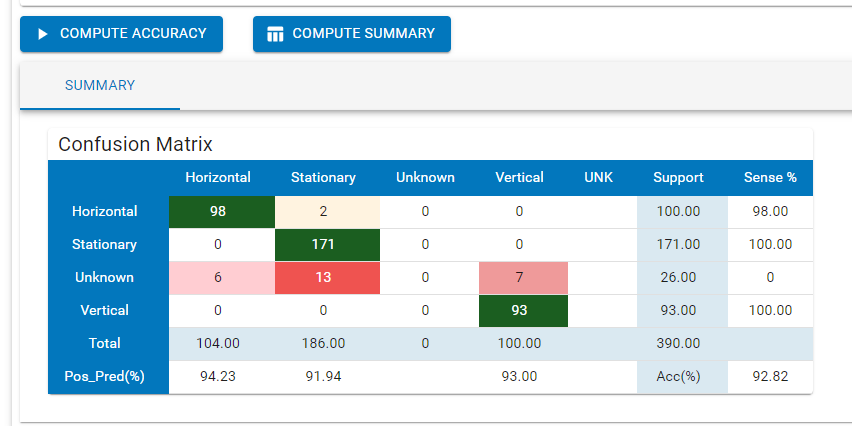 COMPUTE ACCURACY COMPUTE SUMMARY
SUMMARY
Confusion Matrix
Horizontal Stationary Unknown Vertical UNK Support Sense %
Horizontal 98 2 0 0 100.00 98.00
Stationary 0 171 0 0 171.00 100.00
Unknown 6 13 0 7 26.00 0
Vertical 0 0 0 93 93.00 100.00
Total 104.00 186.00 0 100.00 390.00
Pos_Pred(%) 94.23 91.94 93.00 Acc(%) 92.82